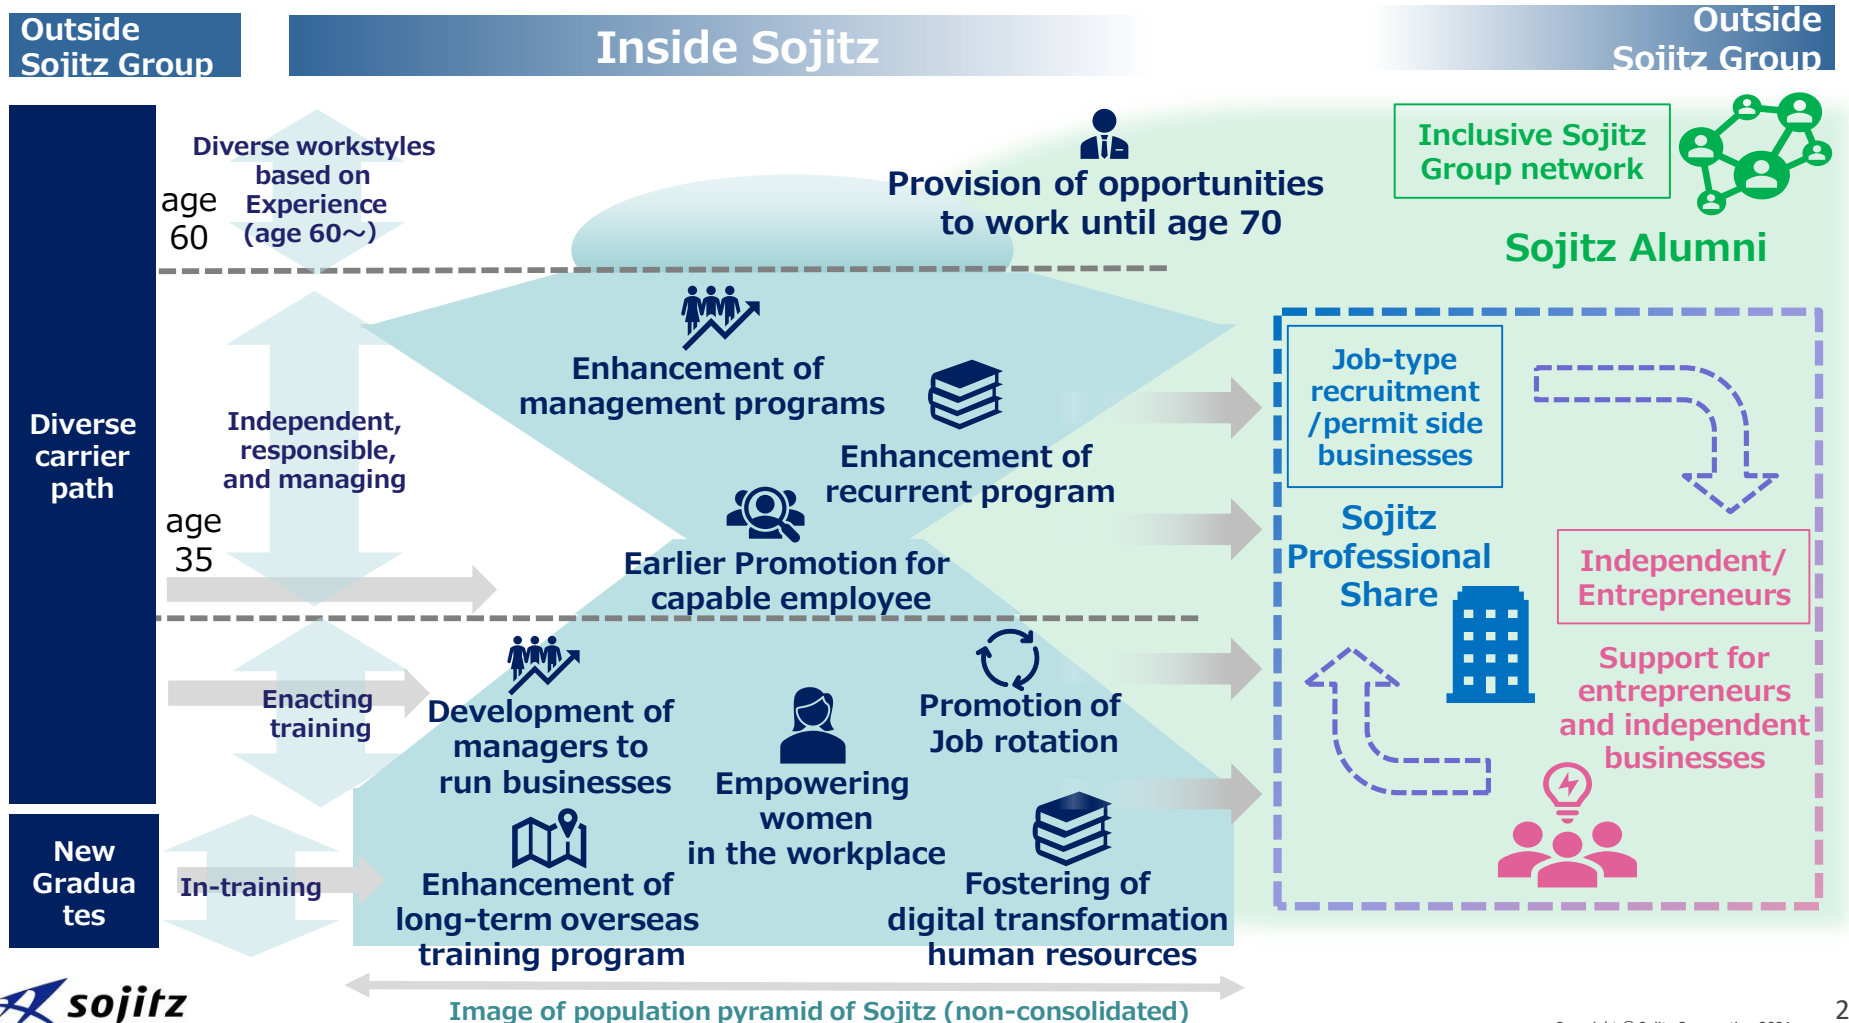 Outside
Sojitz Group
Inside Sojitz
Outside
Sojitz Group
Diverse workstyles
based on
Experience
(age 60～)
age
60
Provision of opportunities
to work until age 70
Inclusive Sojitz
Group network
Sojitz Alumni
Diverse
carrier
path
Independent,
responsible,
and managing
age
35
Enhancement of
management programs
Enhancement of
recurrent program
Earlier Promotion for
capable employee
Job-type
recruitment
/permit side
businesses
Sojitz
Professional
Share
Independent/
Entrepreneurs
Support for
entrepreneurs
and independent
businesses
Enacting
training
Development of
managers to
run businesses
Empowering
women
in the workplace
Promotion of
Job rotation
New
Gradua
tes
In-training
Enhancement of
long-term overseas
training program
Fostering of
digital transformation
human resources
sojitz
Image of population pyramid of Sojitz (non-consolidated)
2